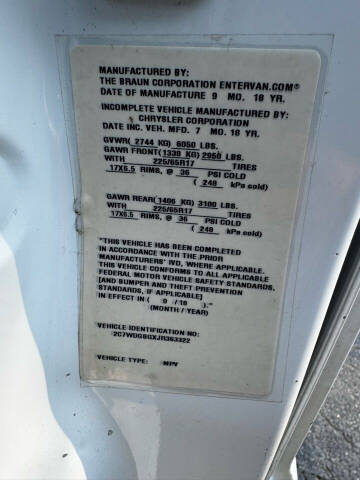 MANUFACTURED BY:
THE BRAUN CORPORATION ENTERVAN.COM®
DATE OF MANUFACTURE 9 MO. 18 YR.
INCOMPLETE VEHICLE MANUFACTURED BY:
CHRYSLER CORPORATION
DATE INC. VEH. MFD. 7 MO. 18 YR.
GVWR( 2744 KG) 6050 LBS.
GAWR FRONT(1338 KG) 2950 LBS.
WITH 225/65R17 TIRES
17X6.5 RIMS, @ 36 PSI COLD
( 248 kPa cold)
GAWR REAR(1406 KG) 3100 LBS.
WITH 225/65R17 TIRES
17X6.5 RIMS, @ 36 PSI COLD
( 248 kPa cold)
"THIS VEHICLE HAS BEEN COMPLETED
IN ACCORDANCE WITH THE PRIOR
MANUFACTURERS' IVD, WHERE APPLICABLE.
THIS VEHICLE CONFORMS TO ALL APPLICABLE
FEDERAL MOTOR VEHICLE SAFETY STANDARDS,
[AND BUMPER AND THEFT PREVENTION
STANDARDS, IF APPLICABLE]
IN EFFECT IN ( 9 /18 )."
(MONTH / YEAR)
VEHICLE IDENTIFICATION NO:
2C7WDGBGXJR363322
VEHICLE TYPE: MPV